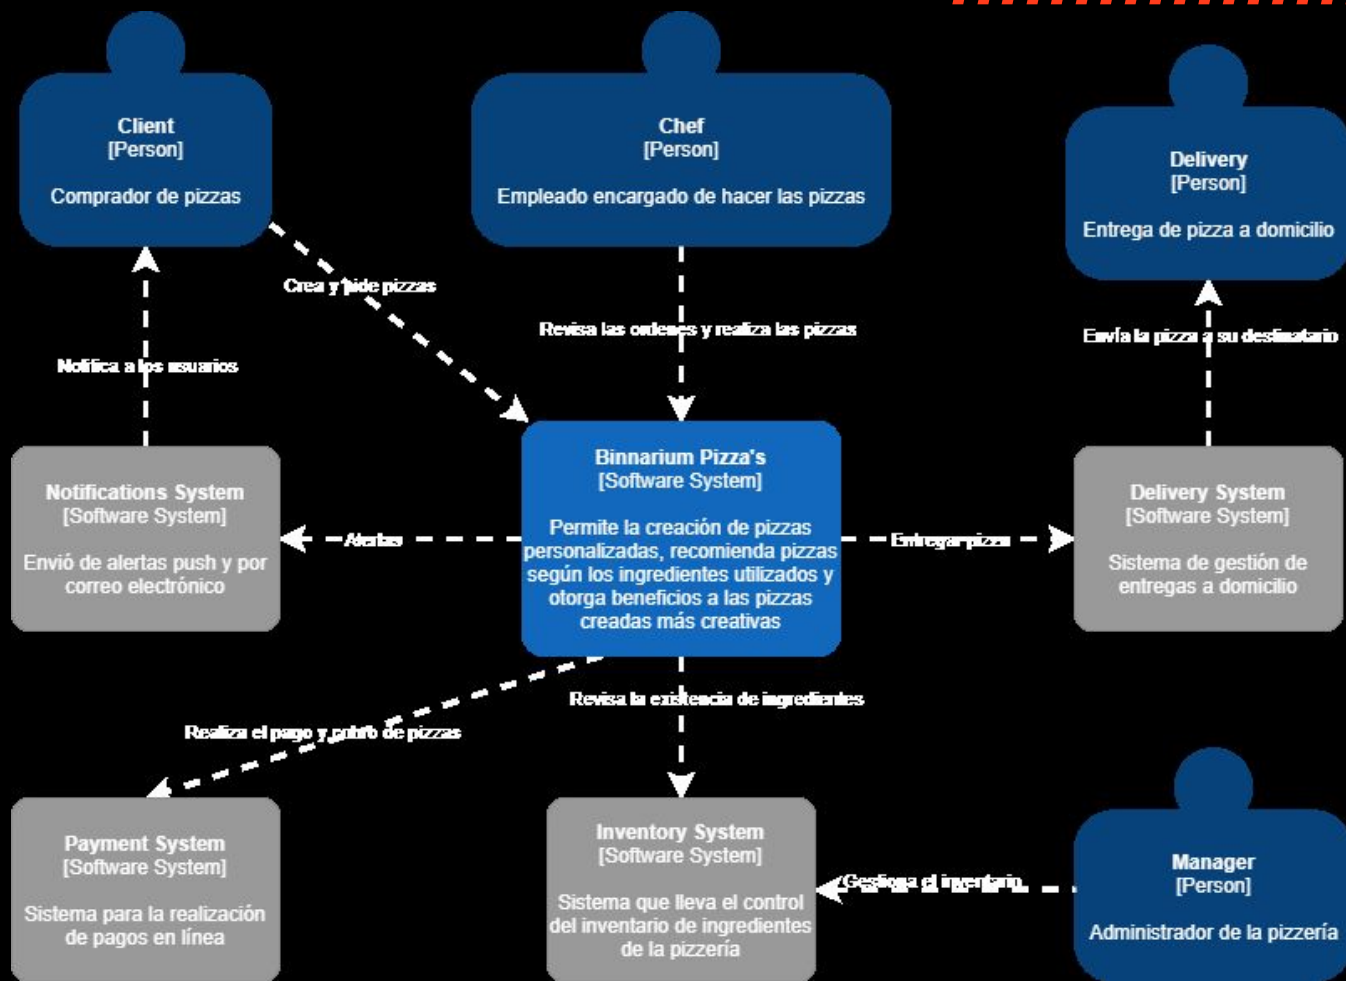 Client
[Person]
Comprador de pizzas
Chef
[Person]
Empleado encargado de hacer las pizzas
Delivery
[Person]
Entrega de pizza a domicilio
Crea y pide pizzas
Revisa las ordenes y realiza las pizzas
Envía la pizza a su destinatario
Notifica a los usuarios
Notifications System
[Software System]
Envió de alertas push y por
correo electrónico
Alertas
Binnarium Pizza's
[Software System]
Permite la creación de pizzas
personalizadas, recomienda pizzas
según los ingredientes utilizados y
otorga beneficios a las pizzas
creadas más creativas
Entregar pizza
Delivery System
[Software System]
Sistema de gestión de
entregas a domicilio
Revisa la existencia de ingredientes
Realiza el pago y cobro de pizzas
Payment System
[Software System]
Sistema para la realización
de pagos en línea
Inventory System
[Software System]
Sistema que lleva el control
del inventario de ingredientes
de la pizzería
Gestiona el inventario
Manager
[Person]
Administrador de la pizzería